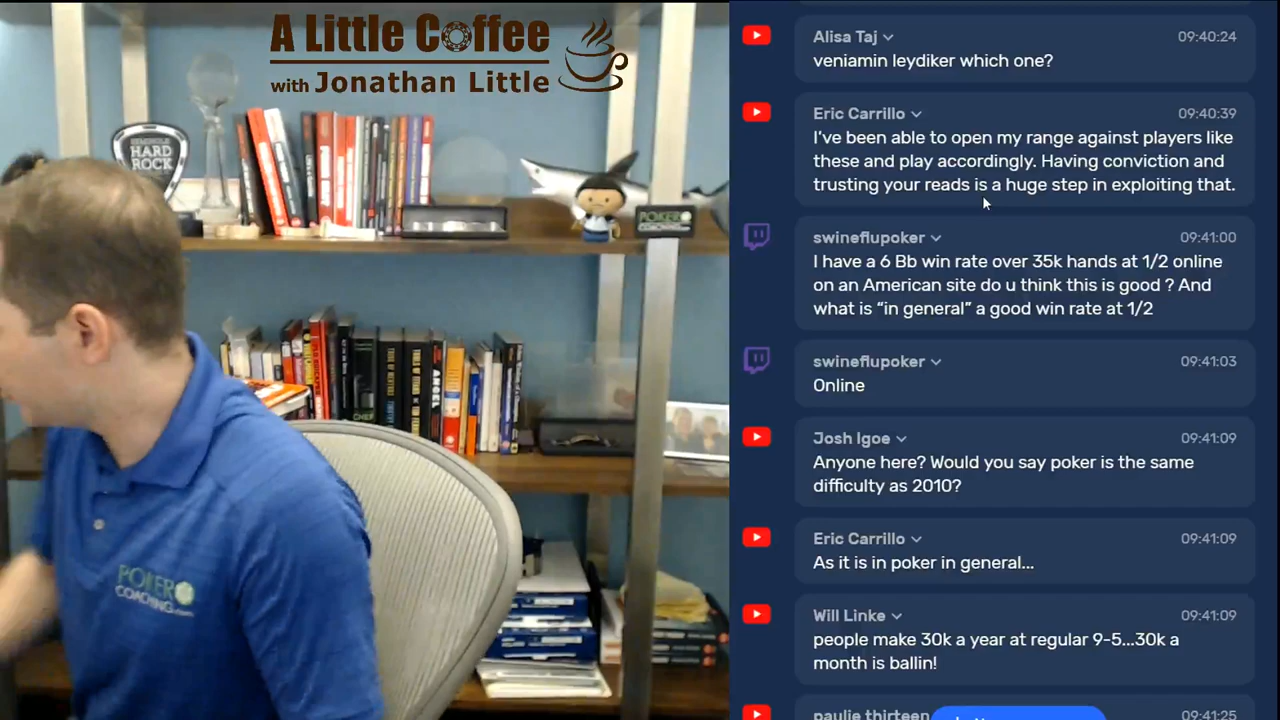 A Little Coffee
with Jonathan Little
SEMINOLE
HARD
ROCK
POKER
COACHING.com
POKER
COACHING.com
Alisa Taj
09:40:24
veniamin leydiker which one?
Eric Carrillo
09:40:39
I've been able to open my range against players like
these and play accordingly. Having conviction and
trusting your reads is a huge step in exploiting that.
swineflupoker
09:41:00
I have a 6 Bb win rate over 35k hands at 1/2 online
on an American site do u think this is good ? And
what is “in general” a good win rate at 1/2
swineflupoker
09:41:03
Online
Josh Igoe
09:41:09
Anyone here? Would you say poker is the same
difficulty as 2010?
Eric Carrillo
09:41:09
As it is in poker in general...
Will Linke
09:41:09
people make 30k a year at regular 9-5...30k a
month is ballin!
paulie thirteen
09:41:25